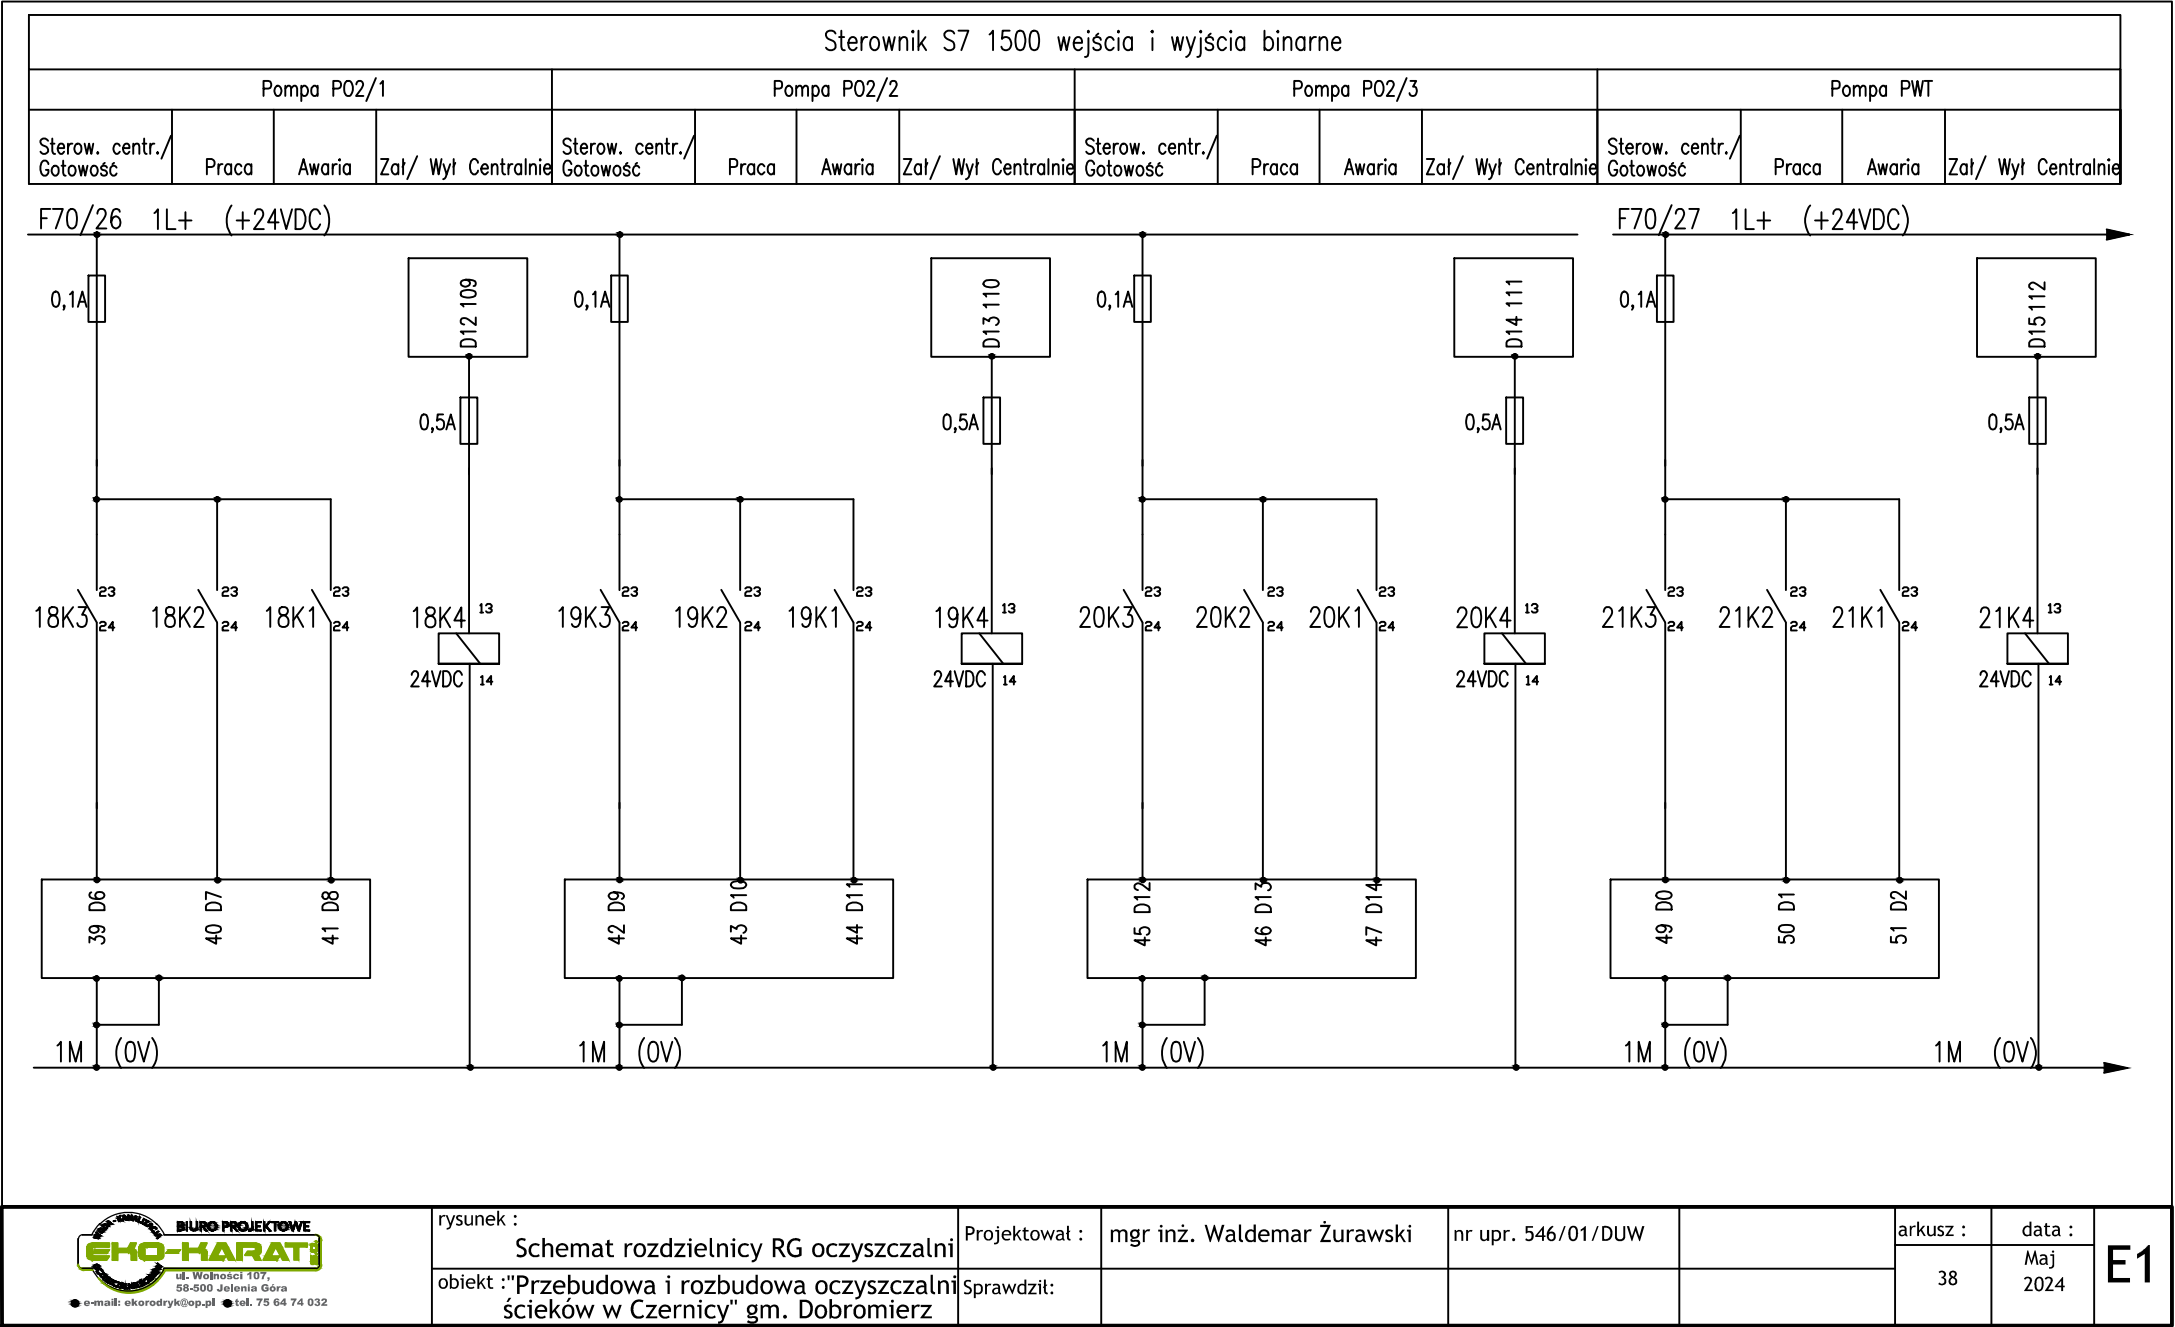 Sterownik S7 1500 wejścia i wyjścia binarne
Pompa PO2/1 Pompa PO2/2 Pompa PO2/3 Pompa PWT
Sterow. centr./ Gotowość Praca Awaria Zał/ Wył Centralnie
Sterow. centr./ Gotowość Praca Awaria Zał/ Wył Centralnie
Sterow. centr./ Gotowość Praca Awaria Zał/ Wył Centralnie
Sterow. centr./ Gotowość Praca Awaria Zał/ Wył Centralnie
F70/26 1L+ (+24VDC) F70/27 1L+ (+24VDC)
0,1A D12 109 0,1A D13 110 0,1A D14 111 0,1A D15 112
0,5A 0,5A 0,5A 0,5A
23 23 23 23 23 23 23 23 23 23 23 23
18K3 18K2 18K1 18K4 13 19K3 19K2 19K1 19K4 13 20K3 20K2 20K1 20K4 13 21K3 21K2 21K1 21K4 13
24 24 24 24 24 24 24 24 24 24 24 24
24VDC 14 24VDC 14 24VDC 14 24VDC 14
39 D6 40 D7 41 D8 42 D9 43 D10 44 D11 45 D12 46 D13 47 D14 49 D0 50 D1 51 D2
1M (0V) 1M (0V) 1M (0V) 1M (0V) 1M (0V)
BIURO PROJEKTOWE
EKO-KARAT
ul. Wolności 107,
58-500 Jelenia Góra
e-mail: ekorodryk@op.pl tel. 75 64 74 032
rysunek :
Schemat rozdzielnicy RG oczyszczalni
obiekt :"Przebudowa i rozbudowa oczyszczalni
ścieków w Czernicy" gm. Dobromierz
Projektował : mgr inż. Waldemar Żurawski nr upr. 546/01/DUW
Sprawdził:
arkusz :
38
data :
Maj
2024
E1